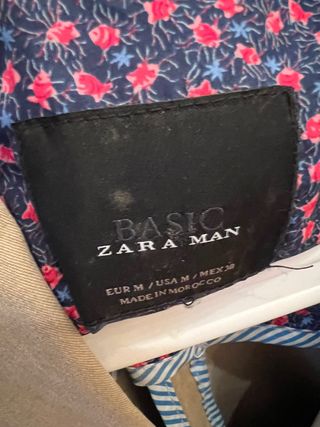 BASIC
ZARA MAN
EUR M / USA M / MEX 38
MADE IN MOROCCO